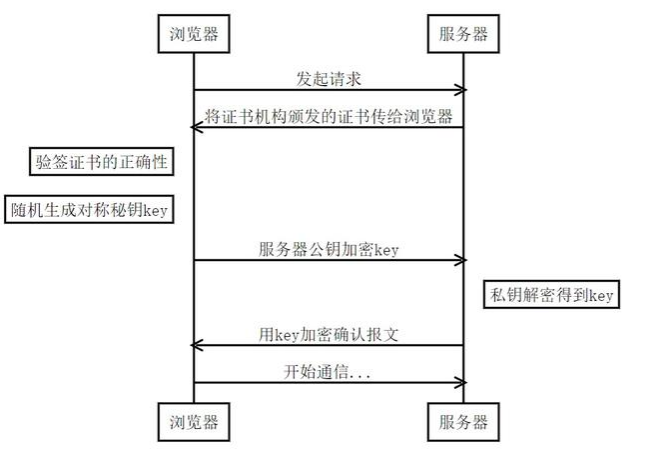 浏览器
服务器
发起请求
将证书机构颁发的证书传给浏览器
验签证书的正确性
随机生成对称秘钥key
服务器公钥加密key
私钥解密得到key
用key加密确认报文
开始通信...
浏览器
服务器